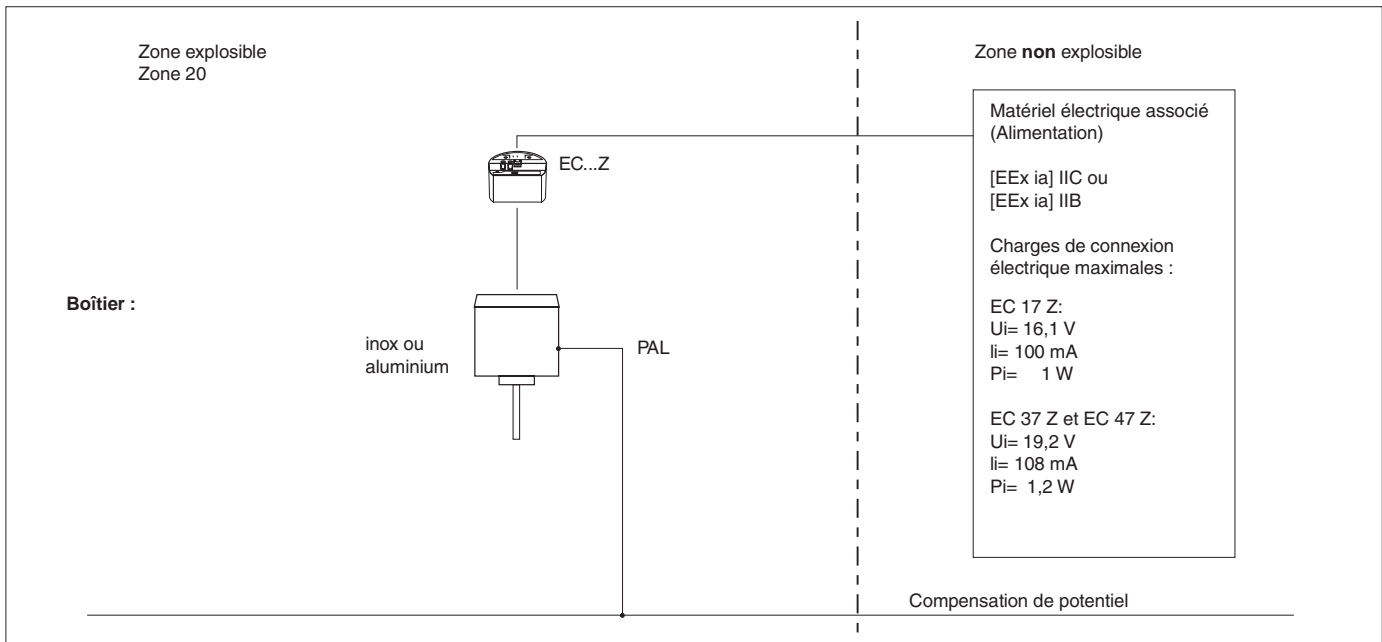 Zone explosible
Zone 20
Zone non explosible
Matériel électrique associé
(Alimentation)
[EEx ia] IIC ou
[EEx ia] IIB
Charges de connexion
électrique maximales :
EC 17 Z:
Ui= 16,1 V
Ii= 100 mA
Pi= 1 W
EC 37 Z et EC 47 Z:
Ui= 19,2 V
Ii= 108 mA
Pi= 1,2 W
EC...Z
Boîtier :
inox ou
aluminium
PAL
Compensation de potentiel